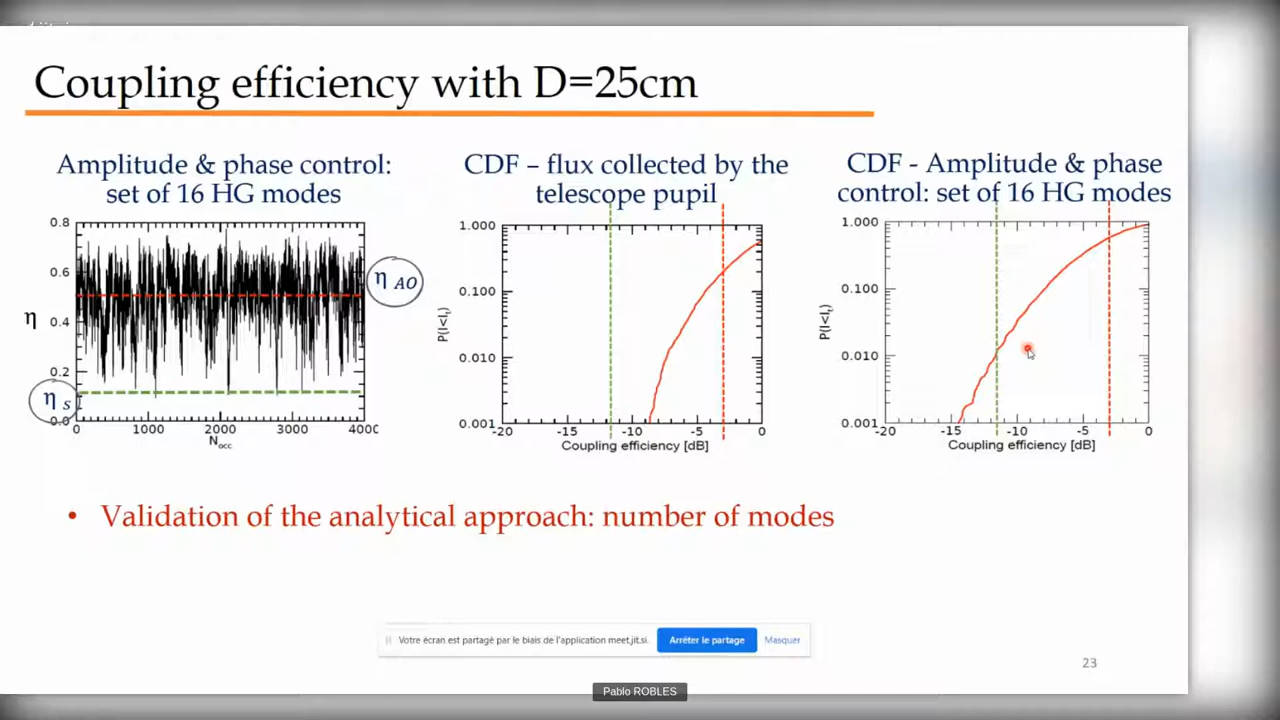 Coupling efficiency with D=25cm
Amplitude & phase control:
set of 16 HG modes
0.8
0.6
0.4
0.2
0.0
η
η AO
η s
0
1000
2000
3000
400
Nocc
CDF – flux collected by the
telescope pupil
1.000
0.100
0.010
0.001
P(I<It)
-20
-15
-10
-5
0
Coupling efficiency [dB]
CDF - Amplitude & phase
control: set of 16 HG modes
1.000
0.100
0.010
0.001
P(I<It)
-20
-15
-10
-5
0
Coupling efficiency [dB]
• Validation of the analytical approach: number of modes
Votre écran est partagé par le biais de l'application meet.jit.si.
Arrêter le partage
Masquer
23
Pablo ROBLES